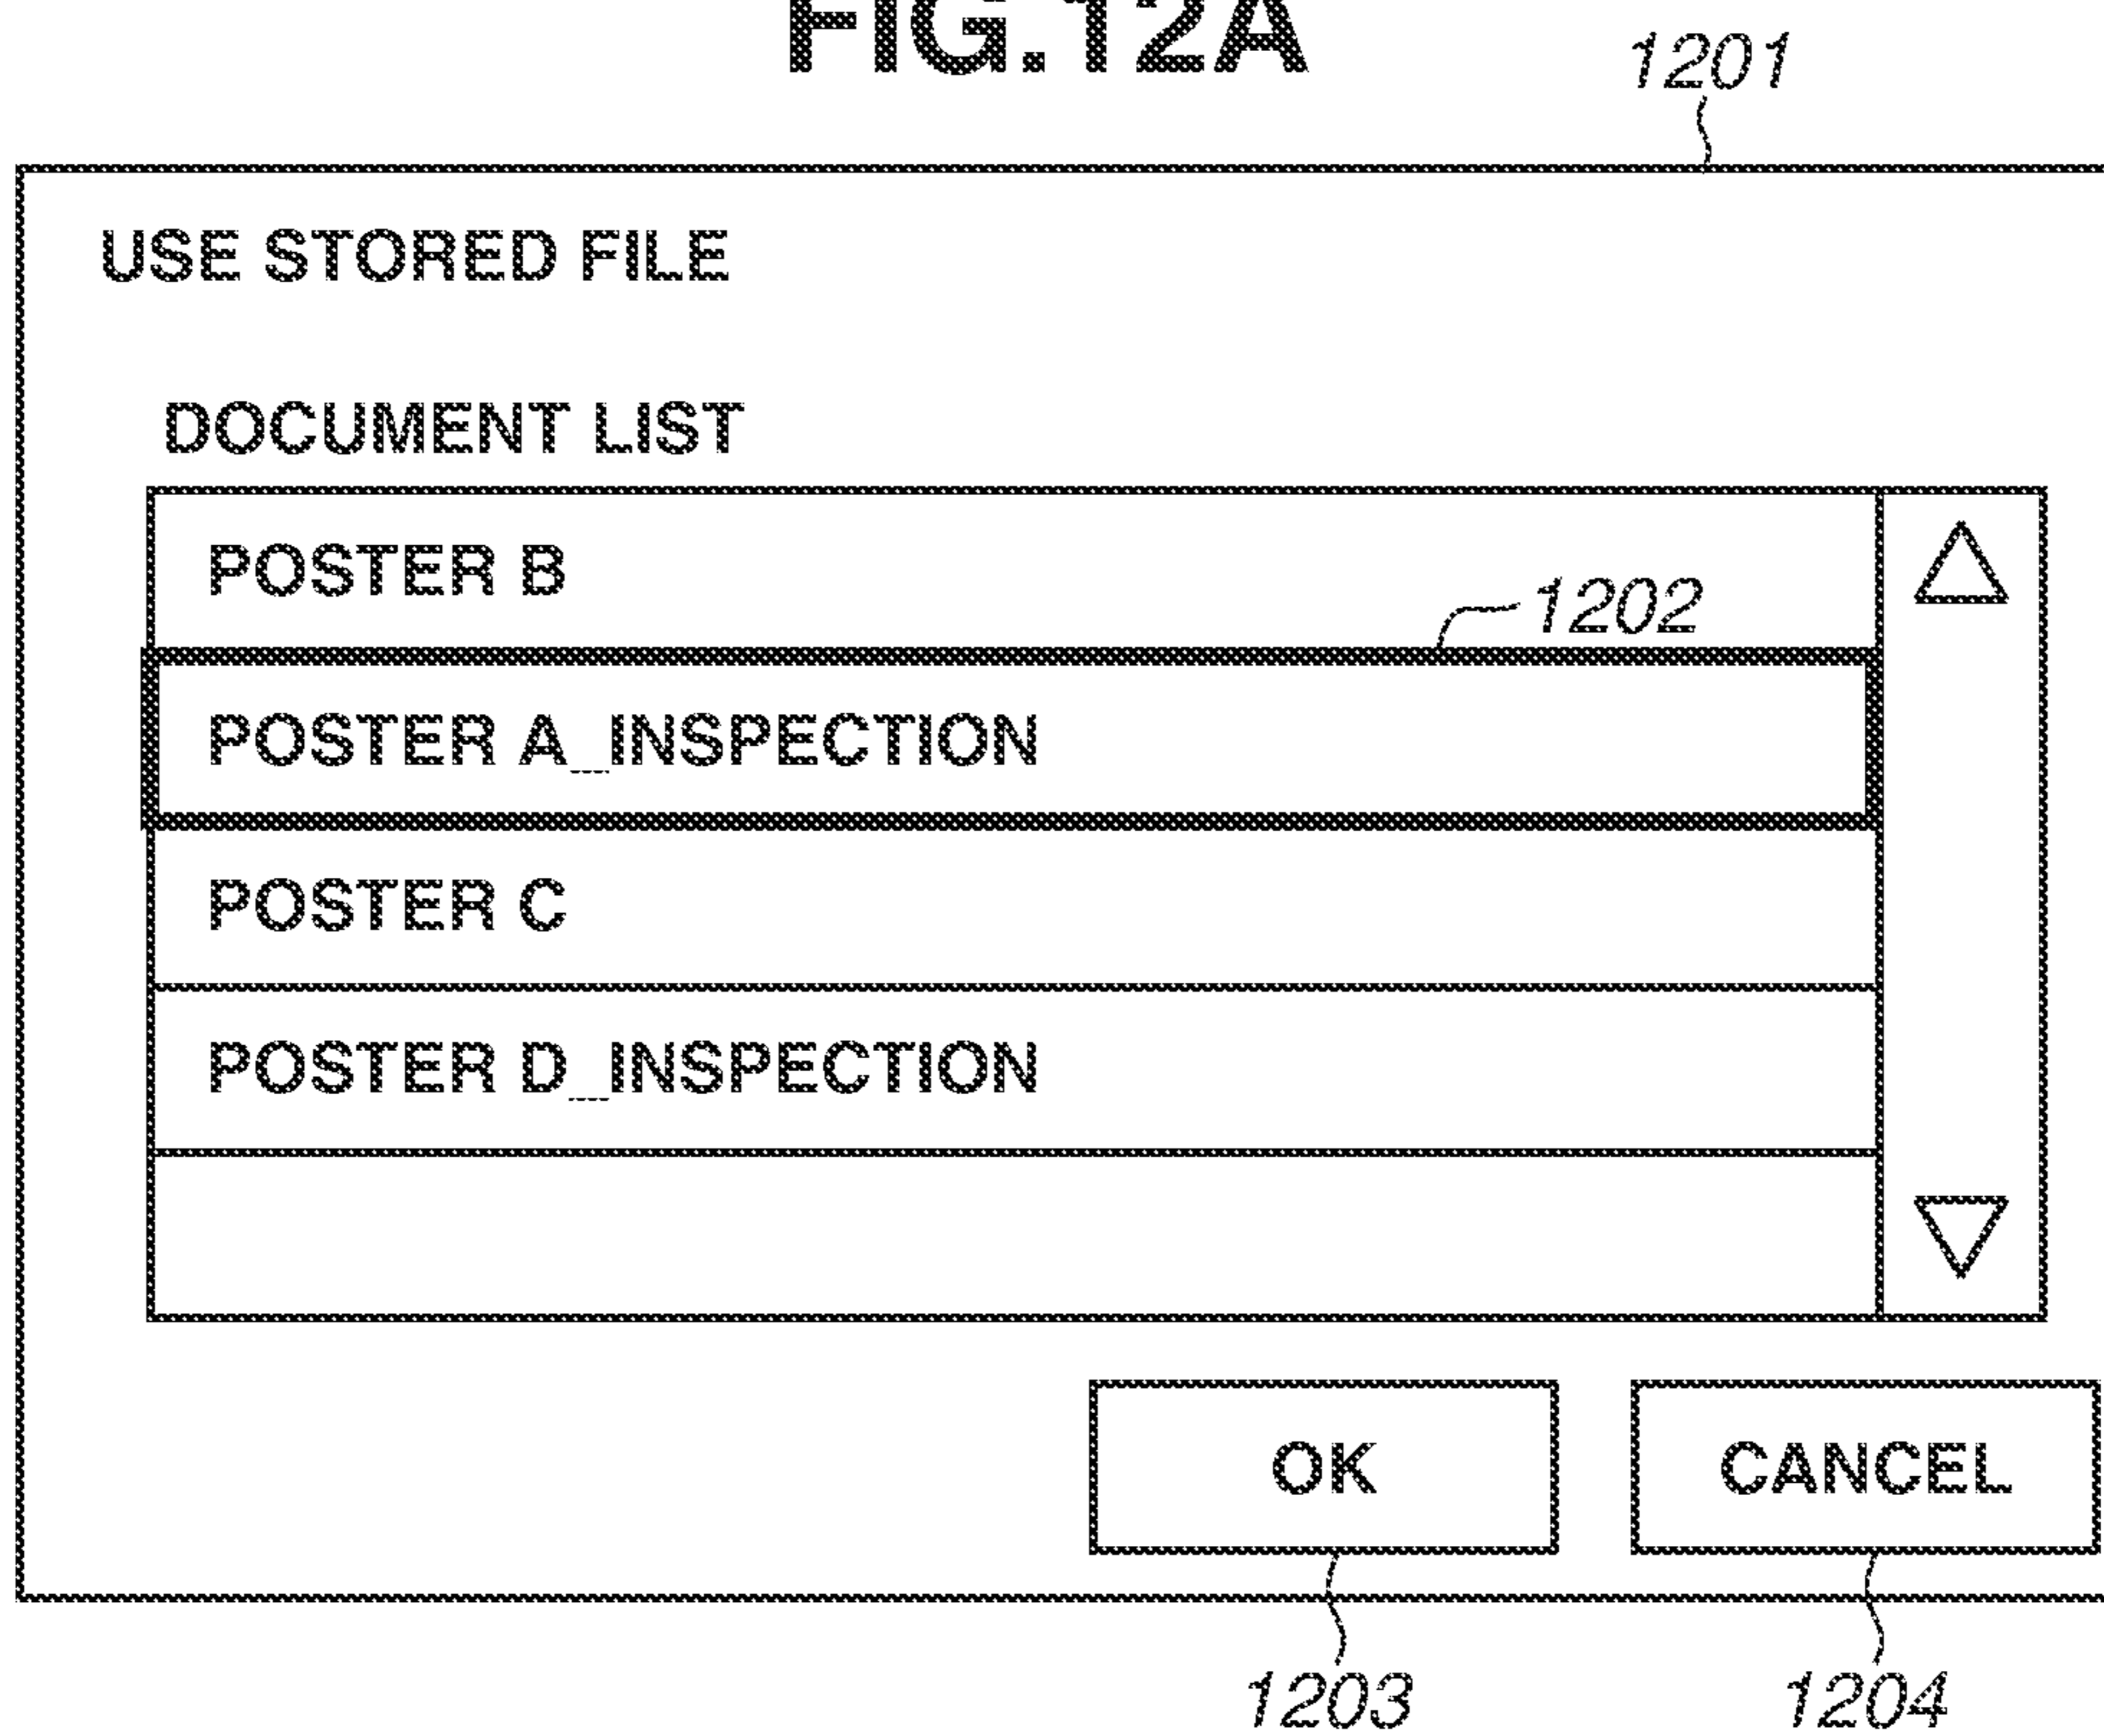 FIG.12A
1201
USE STORED FILE
DOCUMENT LIST
POSTER B
1202
POSTER A_INSPECTION
POSTER C
POSTER D_INSPECTION
OK
CANCEL
1203
1204